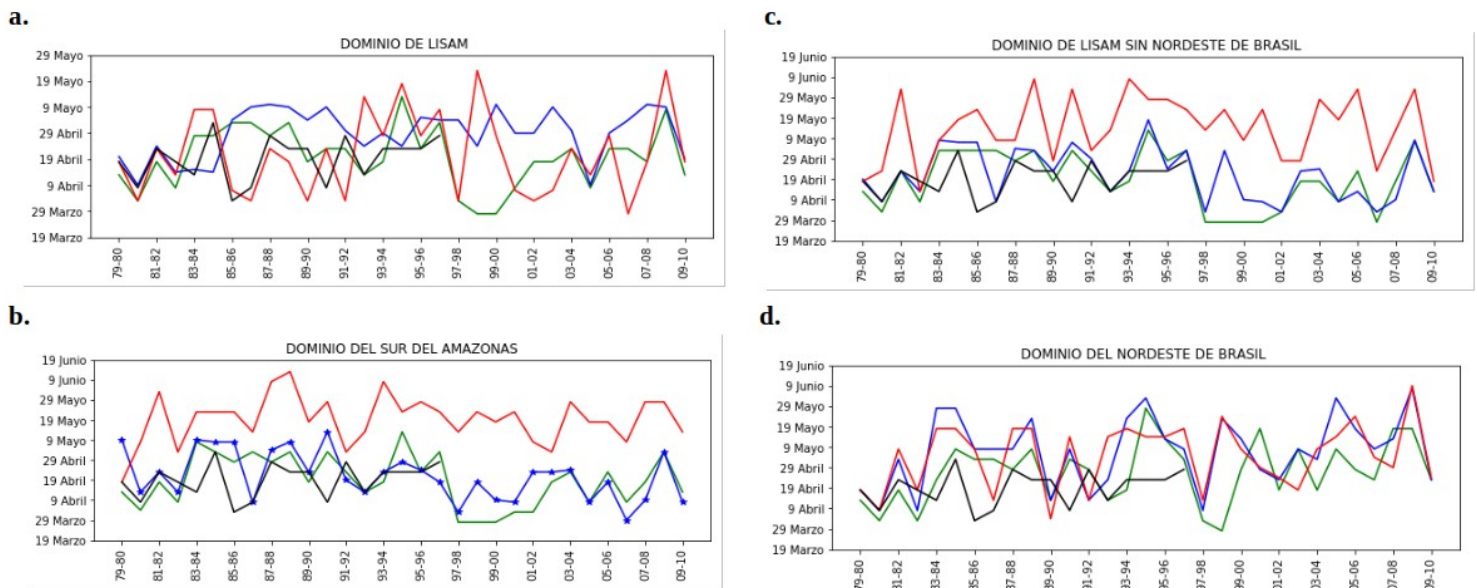 a.
DOMINIO DE LISAM
29 Mayo
19 Mayo
9 Mayo
29 Abril
19 Abril
9 Abril
29 Marzo
19 Marzo
79-80
81-82
83-84
85-86
87-88
89-90
91-92
93-94
95-96
97-98
99-00
01-02
03-04
05-06
07-08
09-10
b.
DOMINIO DEL SUR DEL AMAZONAS
19 Junio
9 Junio
29 Mayo
19 Mayo
9 Mayo
29 Abril
19 Abril
9 Abril
29 Marzo
19 Marzo
79-80
81-82
83-84
85-86
87-88
89-90
91-92
93-94
95-96
97-98
99-00
01-02
03-04
05-06
07-08
09-10
c.
DOMINIO DE LISAM SIN NORDESTE DE BRASIL
19 Junio
9 Junio
29 Mayo
19 Mayo
9 Mayo
29 Abril
19 Abril
9 Abril
29 Marzo
19 Marzo
79-80
81-82
83-84
85-86
87-88
89-90
91-92
93-94
95-96
97-98
99-00
01-02
03-04
05-06
07-08
09-10
d.
DOMINIO DEL NORDESTE DE BRASIL
19 Junio
9 Junio
29 Mayo
19 Mayo
9 Mayo
29 Abril
19 Abril
9 Abril
29 Marzo
19 Marzo
79-80
81-82
83-84
85-86
87-88
89-90
91-92
93-94
95-96
97-98
99-00
01-02
03-04
05-06
07-08
09-10